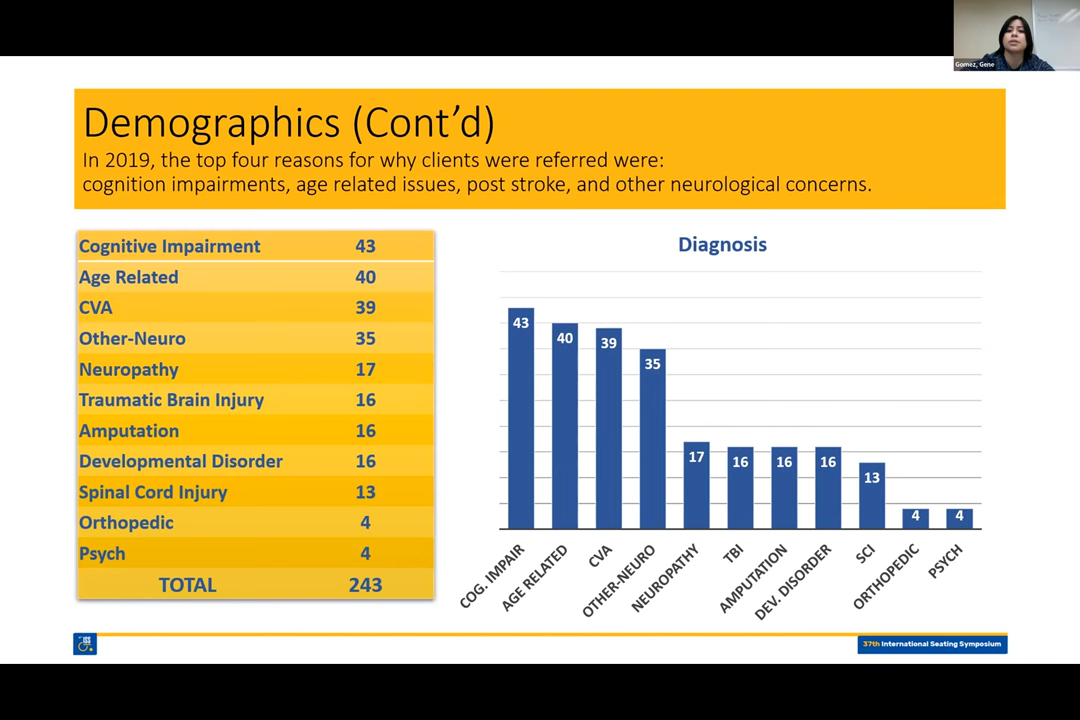 Gomez, Gene
Demographics (Cont’d)
In 2019, the top four reasons for why clients were referred were:
cognition impairments, age related issues, post stroke, and other neurological concerns.
Cognitive Impairment 43
Age Related 40
CVA 39
Other-Neuro 35
Neuropathy 17
Traumatic Brain Injury 16
Amputation 16
Developmental Disorder 16
Spinal Cord Injury 13
Orthopedic 4
Psych 4
TOTAL 243
Diagnosis
43 40 39 35 17 16 16 16 13 4 4
COG. IMPAIR
AGE RELATED
CVA
OTHER-NEURO
NEUROPATHY
TBI
AMPUTATION
DEV. DISORDER
SCI
ORTHOPEDIC
PSYCH
ISS
37th International Seating Symposium